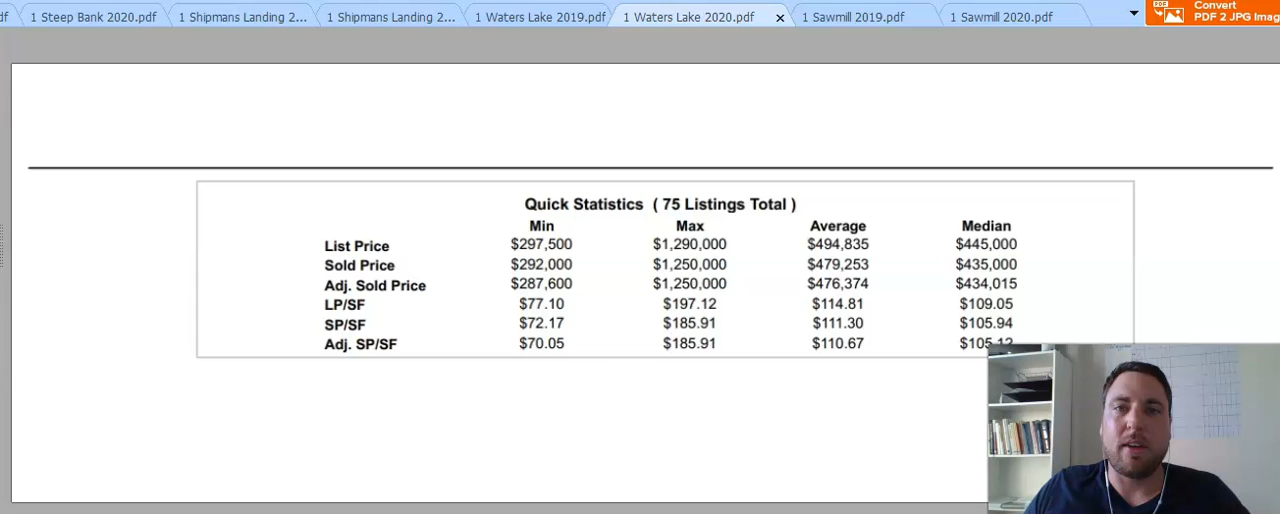 df
1 Steep Bank 2020.pdf
1 Shipmans Landing 2...
1 Shipmans Landing 2...
1 Waters Lake 2019.pdf
1 Waters Lake 2020.pdf
1 Sawmill 2019.pdf
1 Sawmill 2020.pdf
PDF
Convert
PDF 2 JPG Imag
Quick Statistics ( 75 Listings Total )
Min Max Average Median
List Price $297,500 $1,290,000 $494,835 $445,000
Sold Price $292,000 $1,250,000 $479,253 $435,000
Adj. Sold Price $287,600 $1,250,000 $476,374 $434,015
LP/SF $77.10 $197.12 $114.81 $109.05
SP/SF $72.17 $185.91 $111.30 $105.94
Adj. SP/SF $70.05 $185.91 $110.67 $105.12